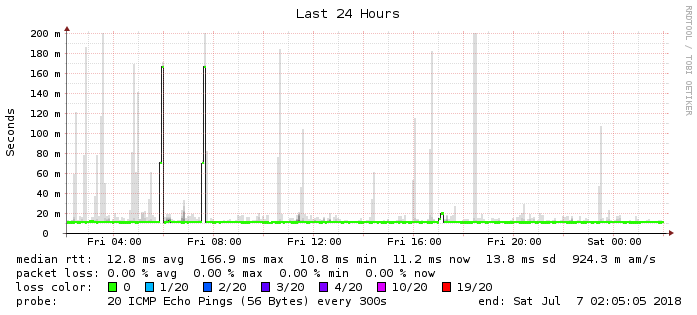 Last 24 Hours
RRDTOOL / TOBI OETIKER
Seconds
200 m
180 m
160 m
140 m
120 m
100 m
80 m
60 m
40 m
20 m
0
Fri 04:00 Fri 08:00 Fri 12:00 Fri 16:00 Fri 20:00 Sat 00:00
median rtt: 12.8 ms avg 166.9 ms max 10.8 ms min 11.2 ms now 13.8 ms sd 924.3 m am/s
packet loss: 0.00 % avg 0.00 % max 0.00 % min 0.00 % now
loss color: 0 1/20 2/20 3/20 4/20 10/20 19/20
probe: 20 ICMP Echo Pings (56 Bytes) every 300s end: Sat Jul 7 02:05:05 2018